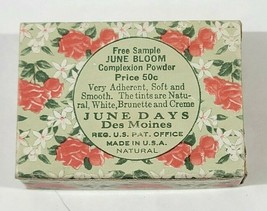 Free Sample
JUNE BLOOM
Complexion Powder
Price 50c
Very Adherent, Soft and
Smooth. The tints are Natu-
ral, White, Brunette and Creme
JUNE DAYS
Des Moines
REG. U.S. PAT. OFFICE
MADE IN U.S.A.
NATURAL